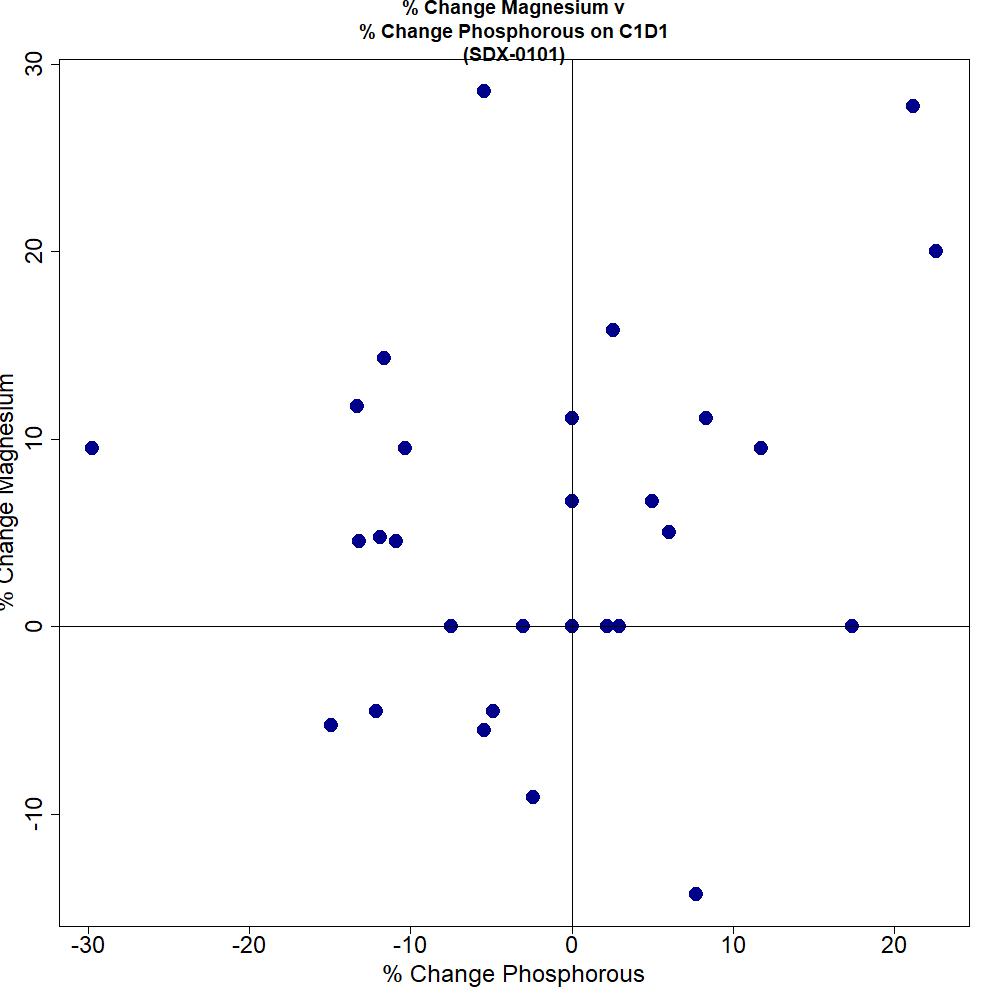 % Change Magnesium v
% Change Phosphorous on C1D1
(SDX-0101)
30
20
10
0
-10
% Change Magnesium
-30
-20
-10
0
10
20
% Change Phosphorous